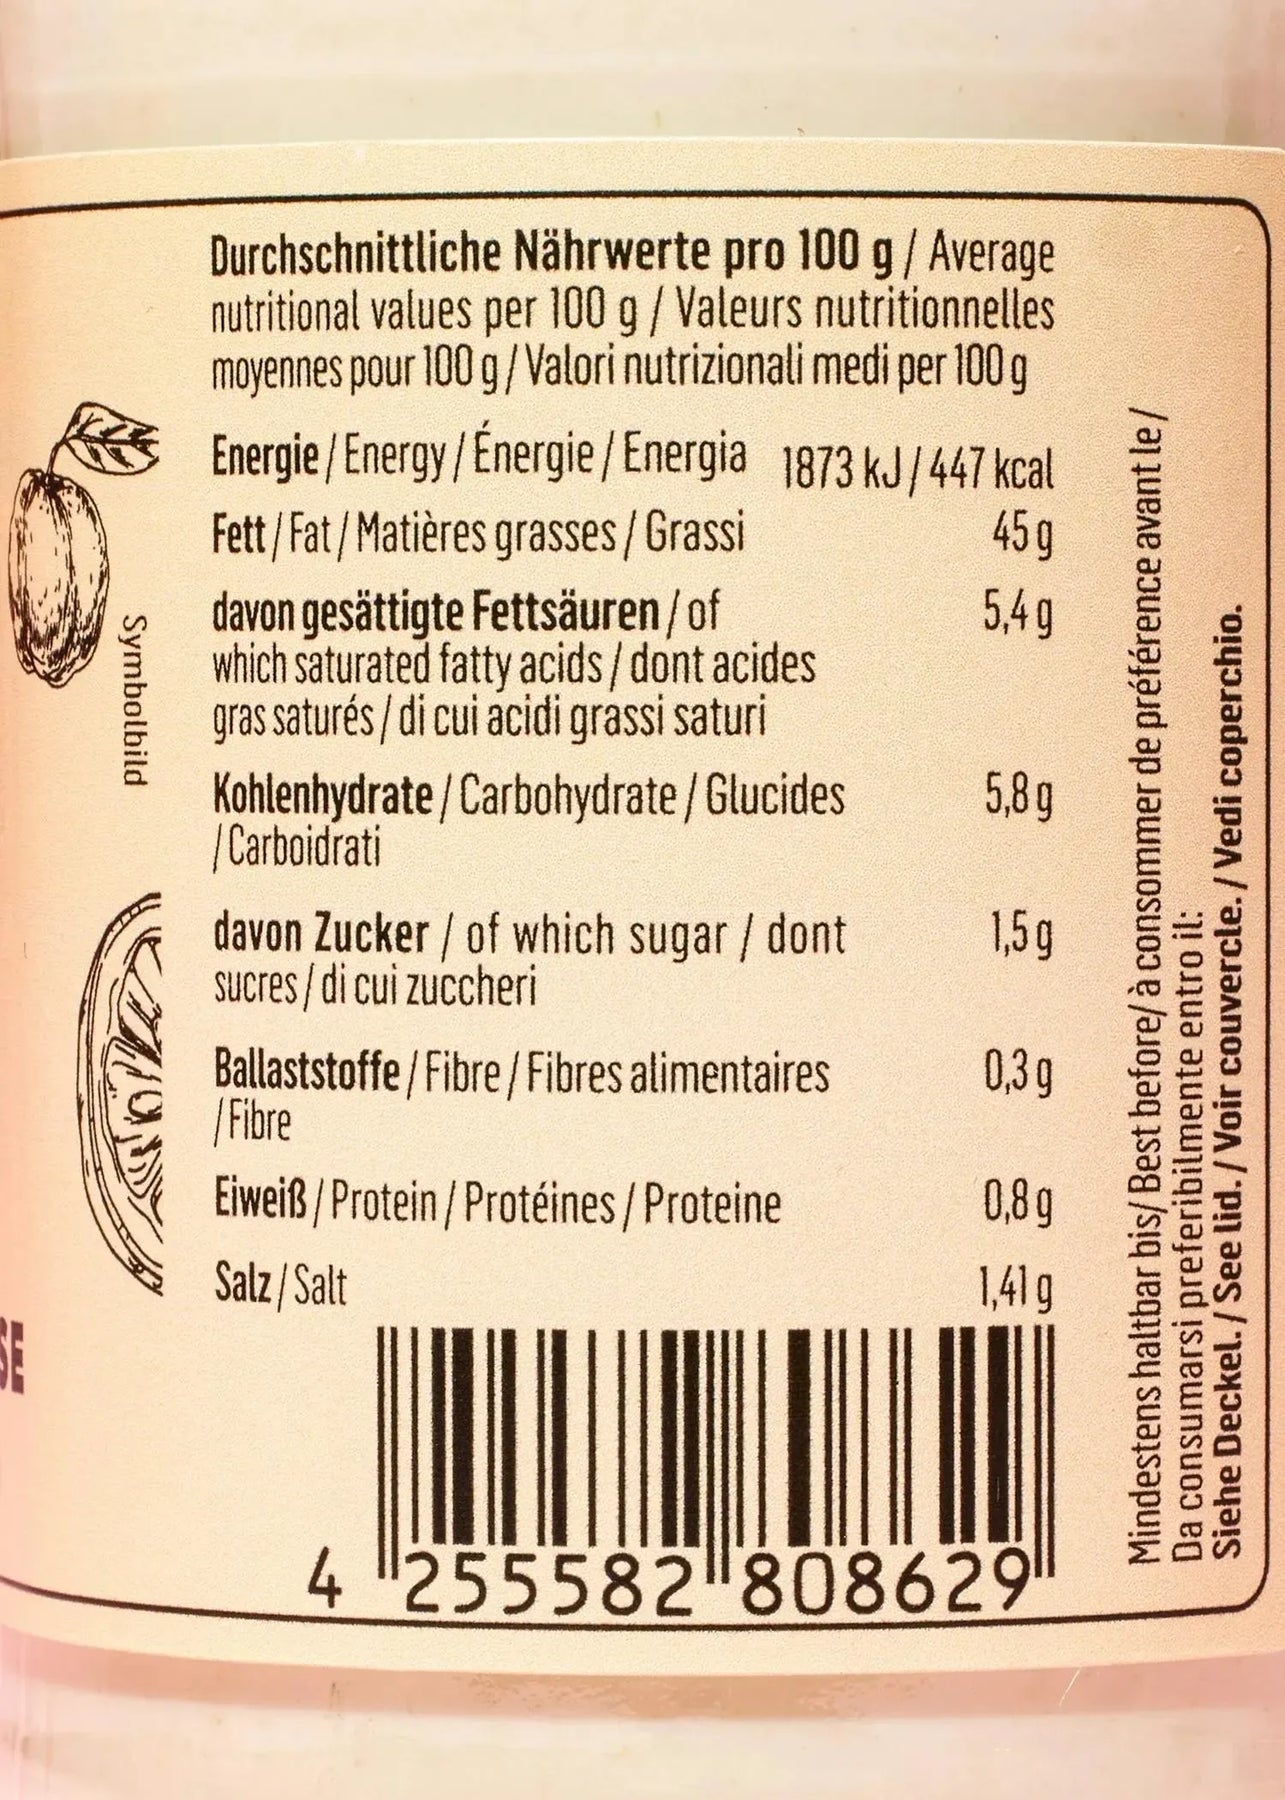 Durchschnittliche Nährwerte pro 100 g / Average
nutritional values per 100 g / Valeurs nutritionnelles
moyennes pour 100 g / Valori nutrizionali medi per 100 g
Energie / Energy / Énergie / Energia 1873 kJ / 447 kcal
Fett / Fat / Matières grasses / Grassi 45 g
davon gesättigte Fettsäuren / of 5,4 g
which saturated fatty acids / dont acides
gras saturés / di cui acidi grassi saturi
Kohlenhydrate / Carbohydrate / Glucides 5,8 g
/ Carboidrati
davon Zucker / of which sugar / dont 1,5 g
sucres / di cui zuccheri
Ballaststoffe / Fibre / Fibres alimentaires 0,3 g
/ Fibre
Eiweiß / Protein / Protéines / Proteine 0,8 g
Salz / Salt 1,41 g
4 255582 808629
Symbolbild
SE
Mindestens haltbar bis/ Best before/ à consommer de préférence avant le /
Da consumarsi preferibilmente entro il:
Siehe Deckel. / See lid. / Voir couvercle. / Vedi coperchio.